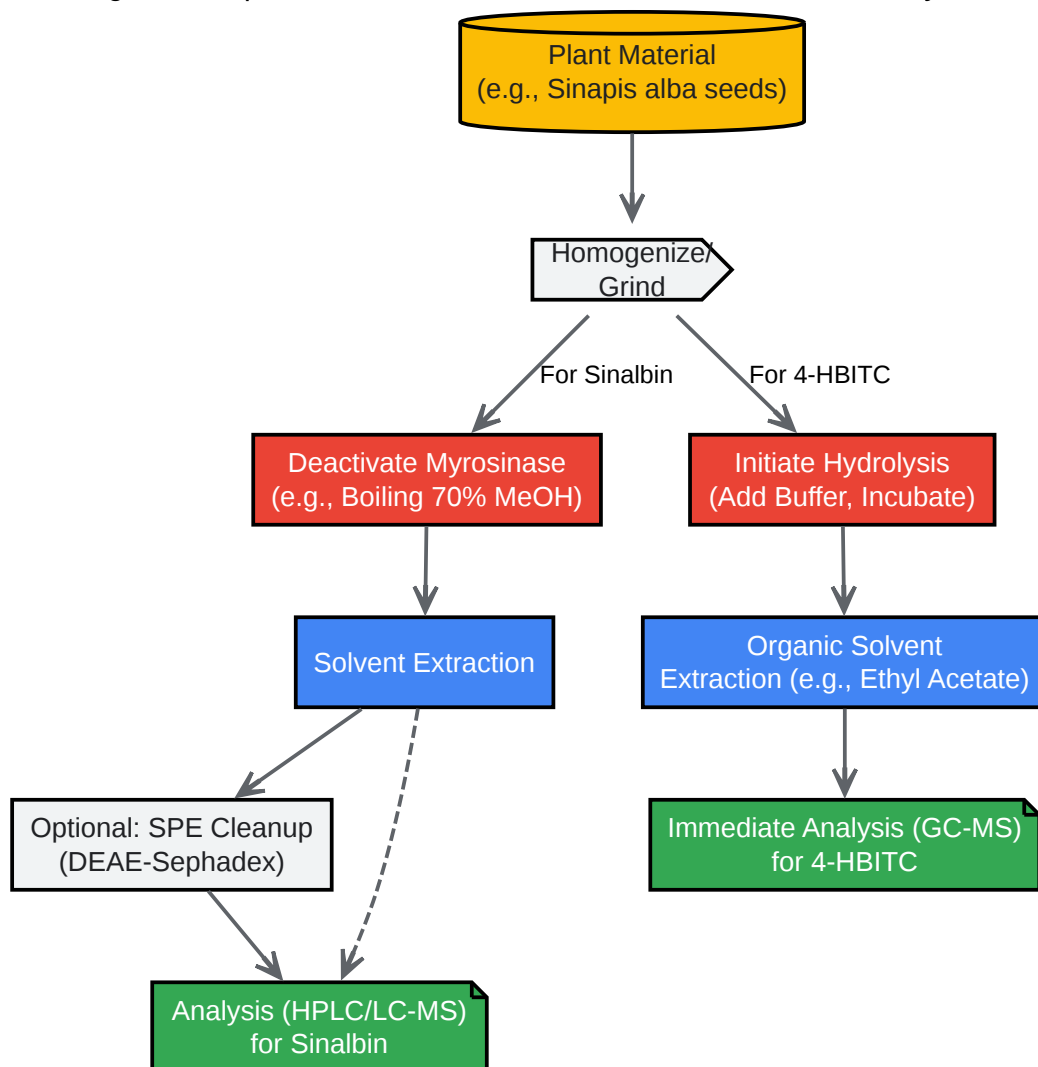 Plant Material
(e.g., Sinapis alba seeds)
Homogenize/
Grind
For Sinalbin
For 4-HBITC
Deactivate Myrosinase
(e.g., Boiling 70% MeOH)
Initiate Hydrolysis
(Add Buffer, Incubate)
Solvent Extraction
Organic Solvent
Extraction (e.g., Ethyl Acetate)
Optional: SPE Cleanup
(DEAE-Sephadex)
Immediate Analysis (GC-MS)
for 4-HBITC
Analysis (HPLC/LC-MS)
for Sinalbin